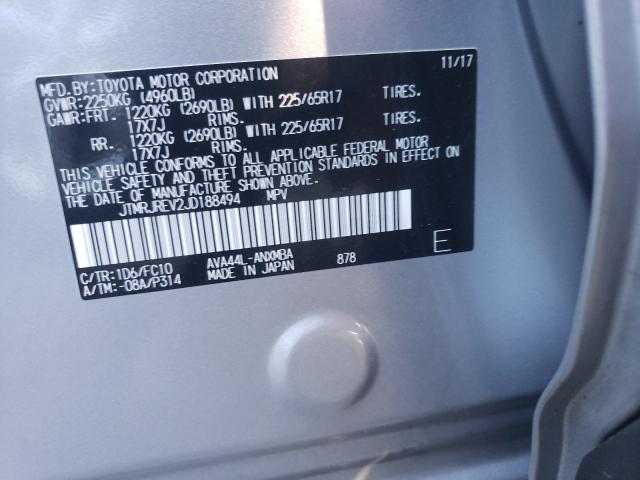 MFD.BY:TOYOTA MOTOR CORPORATION 11/17
GVWR:2250KG (4960LB)
GAWR:FRT. 1220KG (2690LB) WITH 225/65R17 TIRES.
17X7J RIMS.
RR. 1220KG (2690LB) WITH 225/65R17 TIRES.
17X7J RIMS.
THIS VEHICLE CONFORMS TO ALL APPLICABLE FEDERAL MOTOR
VEHICLE SAFETY AND THEFT PREVENTION STANDARDS IN EFFECT ON
THE DATE OF MANUFACTURE SHOWN ABOVE.
JTMRJREV2JD188494 MPV
C/TR:1D6/FC10 AVA44L-ANXMBA 878
A/TM:-08A/P314 MADE IN JAPAN
E